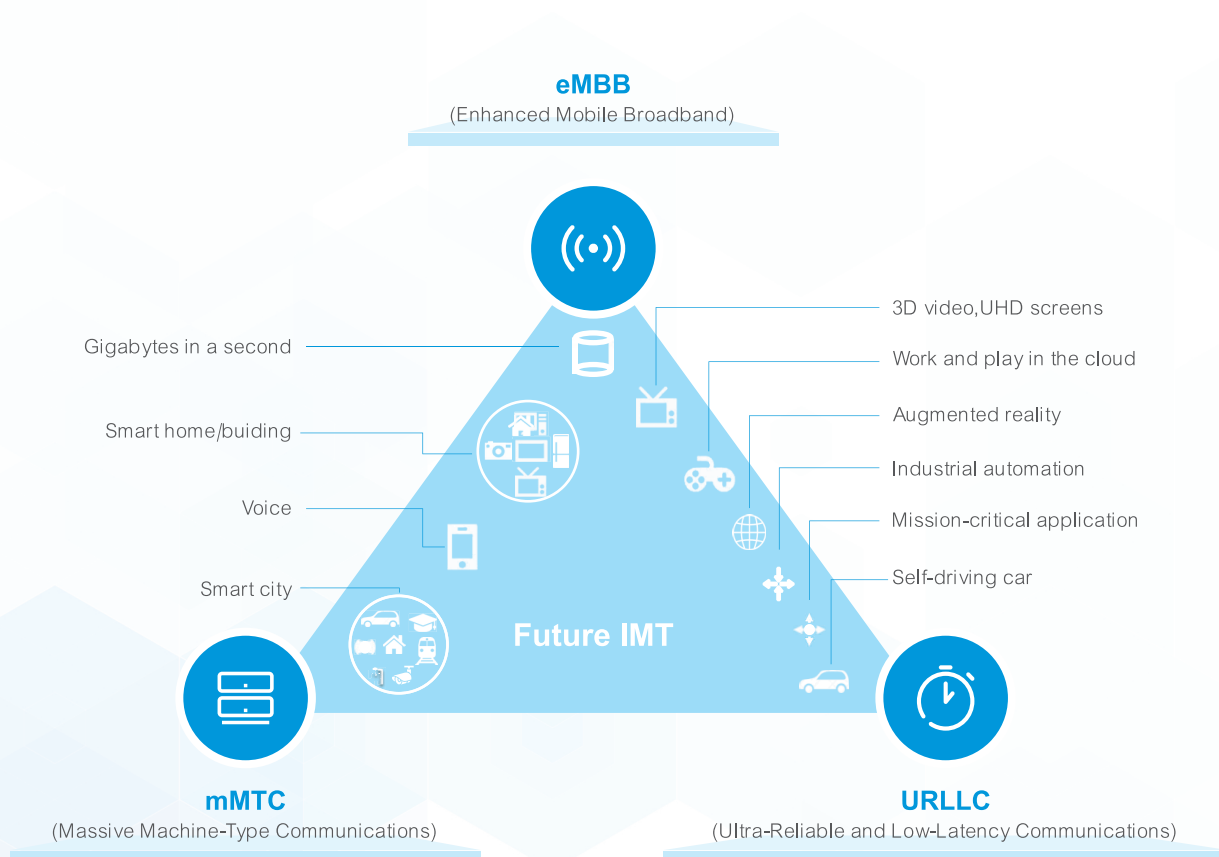 eMBB
(Enhanced Mobile Broadband)
Gigabytes in a second
Smart home/buiding
Voice
Smart city
3D video,UHD screens
Work and play in the cloud
Augmented reality
Industrial automation
Mission-critical application
Self-driving car
Future IMT
mMTC
(Massive Machine-Type Communications)
URLLC
(Ultra-Reliable and Low-Latency Communications)